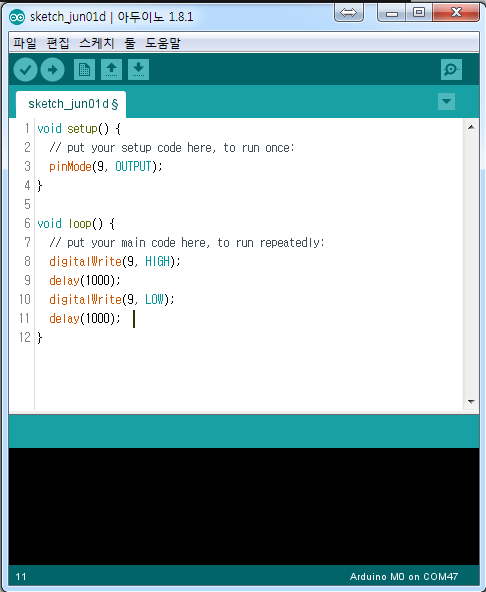 sketch_jun01d | 아두이노 1.8.1
파일 편집 스케치 툴 도움말
sketch_jun01d §
1 void setup() {
2 // put your setup code here, to run once:
3 pinMode(9, OUTPUT);
4 }
5
6 void loop() {
7 // put your main code here, to run repeatedly:
8 digitalWrite(9, HIGH);
9 delay(1000);
10 digitalWrite(9, LOW);
11 delay(1000);
12 }
11 Arduino M0 on COM47